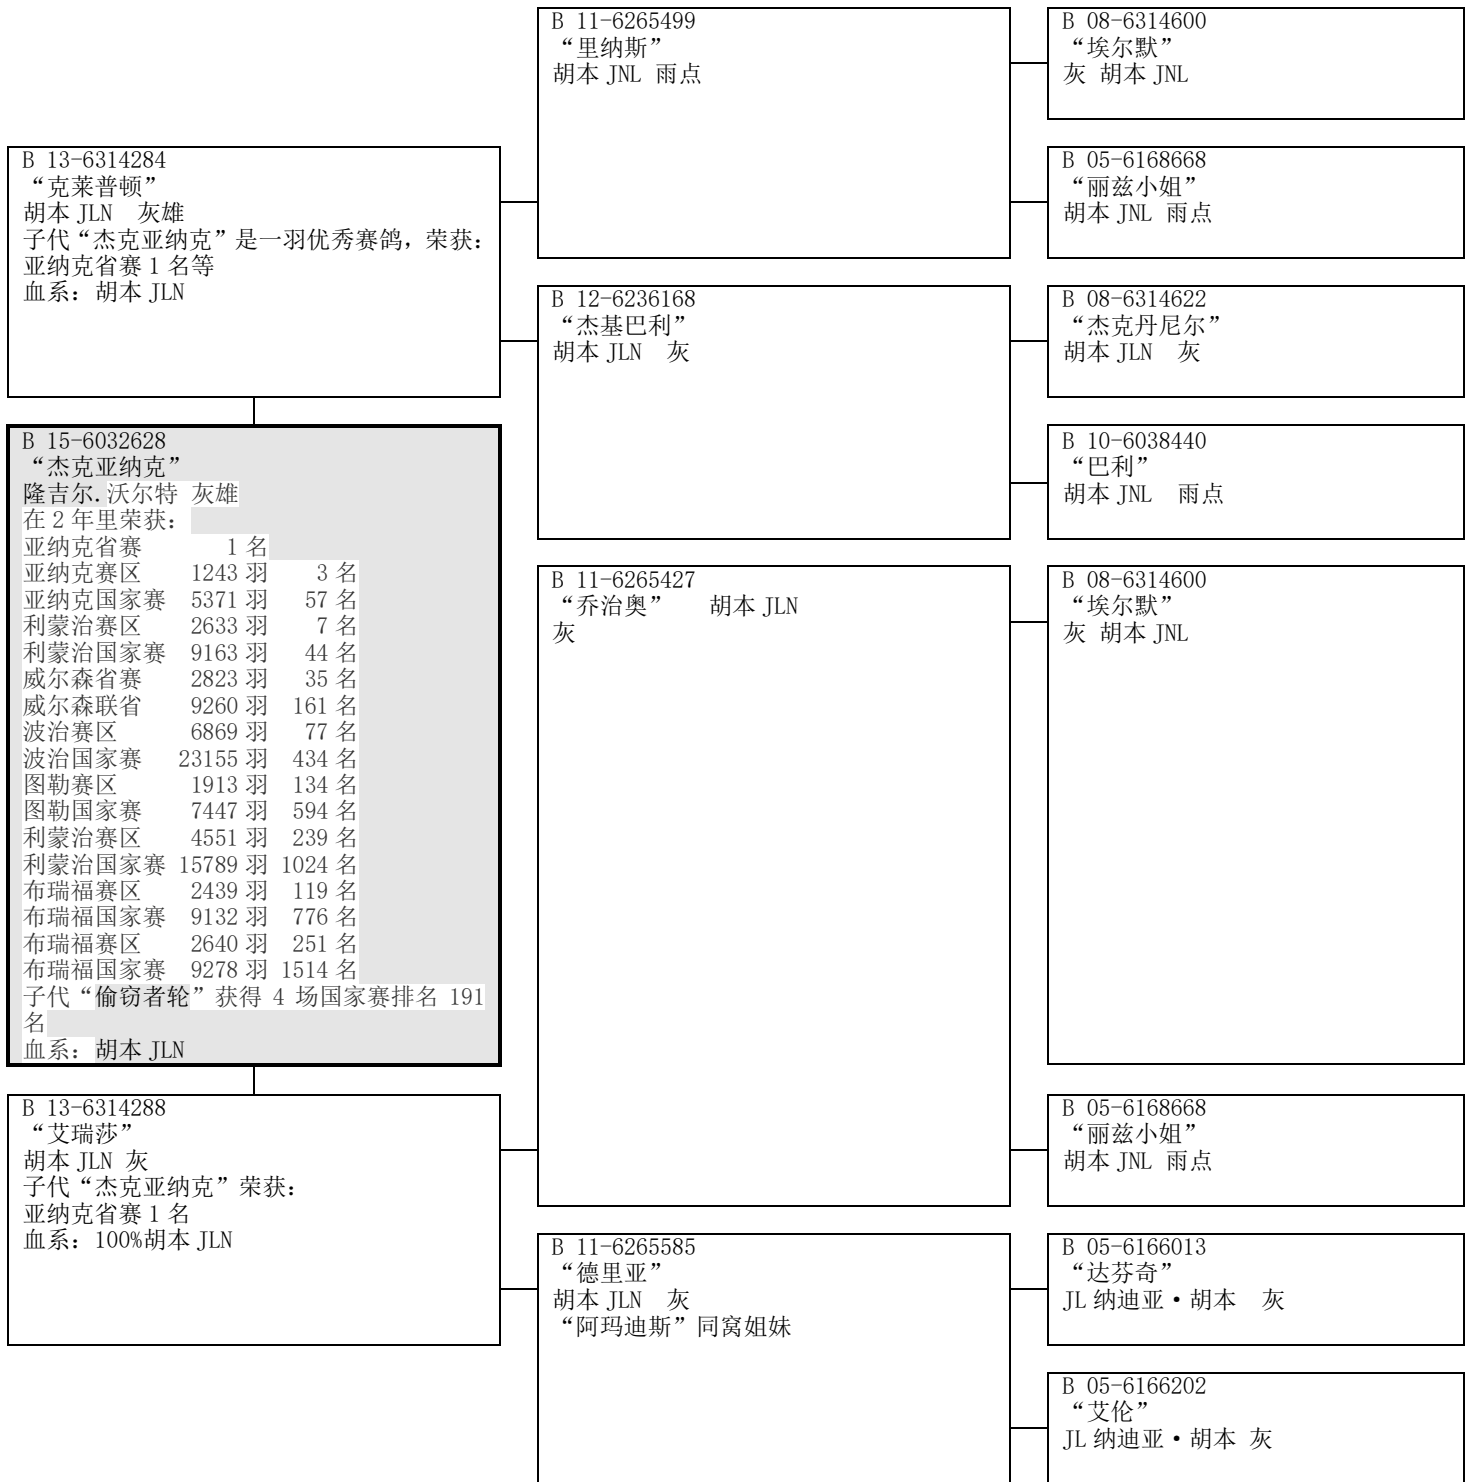 B 13-6314284
“克莱普顿”
胡本 JLN 灰雄
子代“杰克亚纳克”是一羽优秀赛鸽，荣获：
亚纳克省赛 1 名等
血系：胡本 JLN
B 15-6032628
“杰克亚纳克”
隆吉尔.沃尔特 灰雄
在 2 年里荣获：
亚纳克省赛 1 名
亚纳克赛区 1243 羽 3 名
亚纳克国家赛 5371 羽 57 名
利蒙治赛区 2633 羽 7 名
利蒙治国家赛 9163 羽 44 名
威尔森省赛 2823 羽 35 名
威尔森联省 9260 羽 161 名
波治赛区 6869 羽 77 名
波治国家赛 23155 羽 434 名
图勒赛区 1913 羽 134 名
图勒国家赛 7447 羽 594 名
利蒙治赛区 4551 羽 239 名
利蒙治国家赛 15789 羽 1024 名
布瑞福赛区 2439 羽 119 名
布瑞福国家赛 9132 羽 776 名
布瑞福赛区 2640 羽 251 名
布瑞福国家赛 9278 羽 1514 名
子代“偷窃者轮”获得 4 场国家赛排名 191
名
血系：胡本 JLN
B 13-6314288
“艾瑞莎”
胡本 JLN 灰
子代“杰克亚纳克”荣获：
亚纳克省赛 1 名
血系：100%胡本 JLN
B 11-6265499
“里纳斯”
胡本 JNL 雨点
B 12-6236168
“杰基巴利”
胡本 JLN 灰
B 11-6265427
“乔治奥” 胡本 JLN
灰
B 11-6265585
“德里亚”
胡本 JLN 灰
“阿玛迪斯”同窝姐妹
B 08-6314600
“埃尔默”
灰 胡本 JNL
B 05-6168668
“丽兹小姐”
胡本 JNL 雨点
B 08-6314622
“杰克丹尼尔”
胡本 JLN 灰
B 10-6038440
“巴利”
胡本 JNL 雨点
B 08-6314600
“埃尔默”
灰 胡本 JNL
B 05-6168668
“丽兹小姐”
胡本 JNL 雨点
B 05-6166013
“达芬奇”
JL 纳迪亚·胡本 灰
B 05-6166202
“艾伦”
JL 纳迪亚·胡本 灰